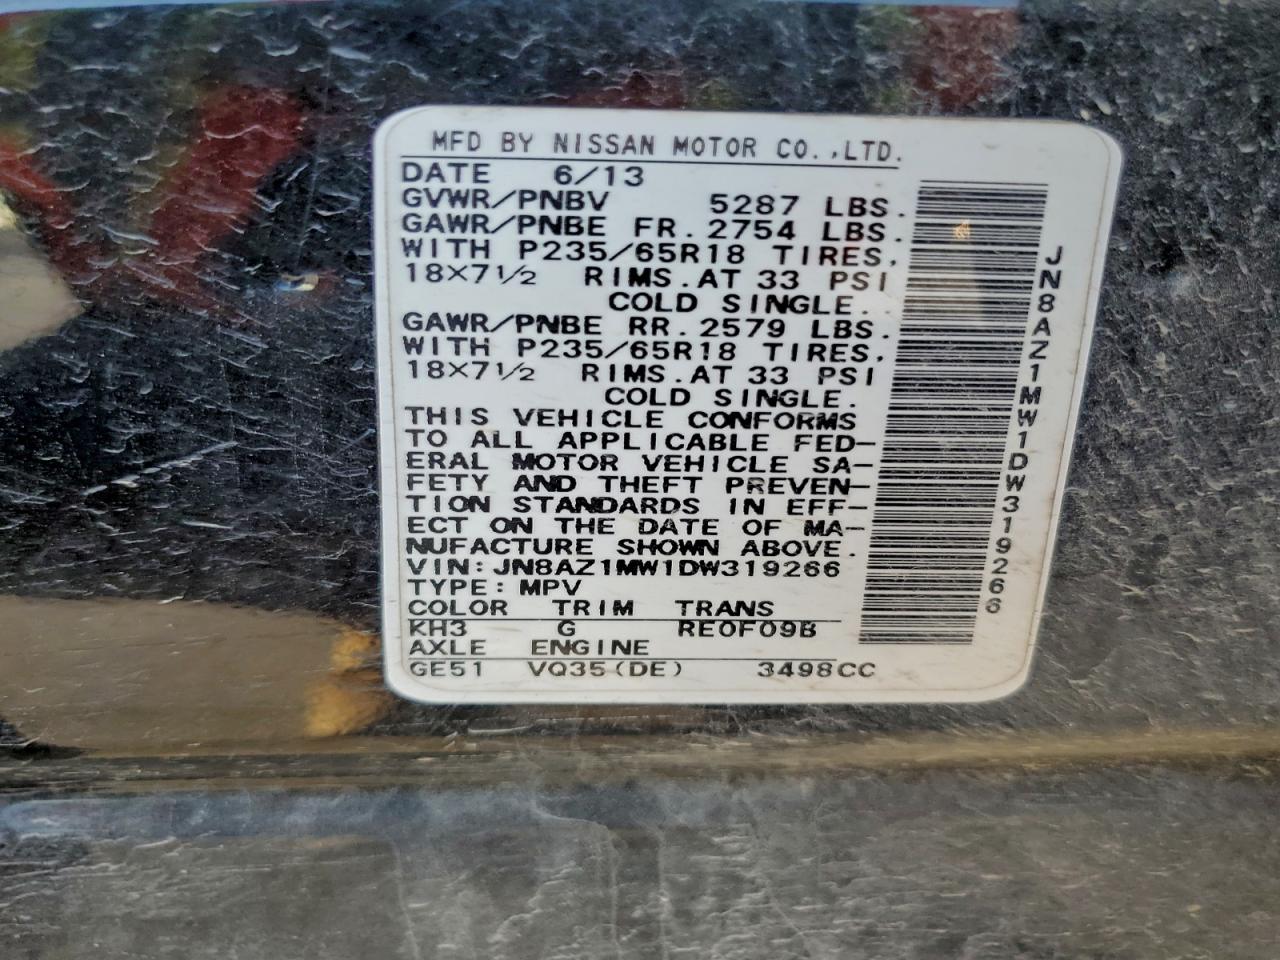 MFD BY NISSAN MOTOR CO.,LTD.
DATE 6/13
GVWR/PNBV 5287 LBS.
GAWR/PNBE FR. 2754 LBS.
WITH P235/65R18 TIRES,
18×7½ RIMS.AT 33 PSI
COLD SINGLE.
GAWR/PNBE RR. 2579 LBS.
WITH P235/65R18 TIRES,
18×7½ RIMS.AT 33 PSI
COLD SINGLE.
THIS VEHICLE CONFORMS
TO ALL APPLICABLE FED-
ERAL MOTOR VEHICLE SA-
FETY AND THEFT PREVEN-
TION STANDARDS IN EFF-
ECT ON THE DATE OF MA-
NUFACTURE SHOWN ABOVE.
VIN:JN8AZ1MW1DW319266
TYPE:MPV
COLOR TRIM TRANS
KH3 G RE0F09B
AXLE ENGINE
GE51 VQ35(DE) 3498CC
JN8AZ1MW1DW319266